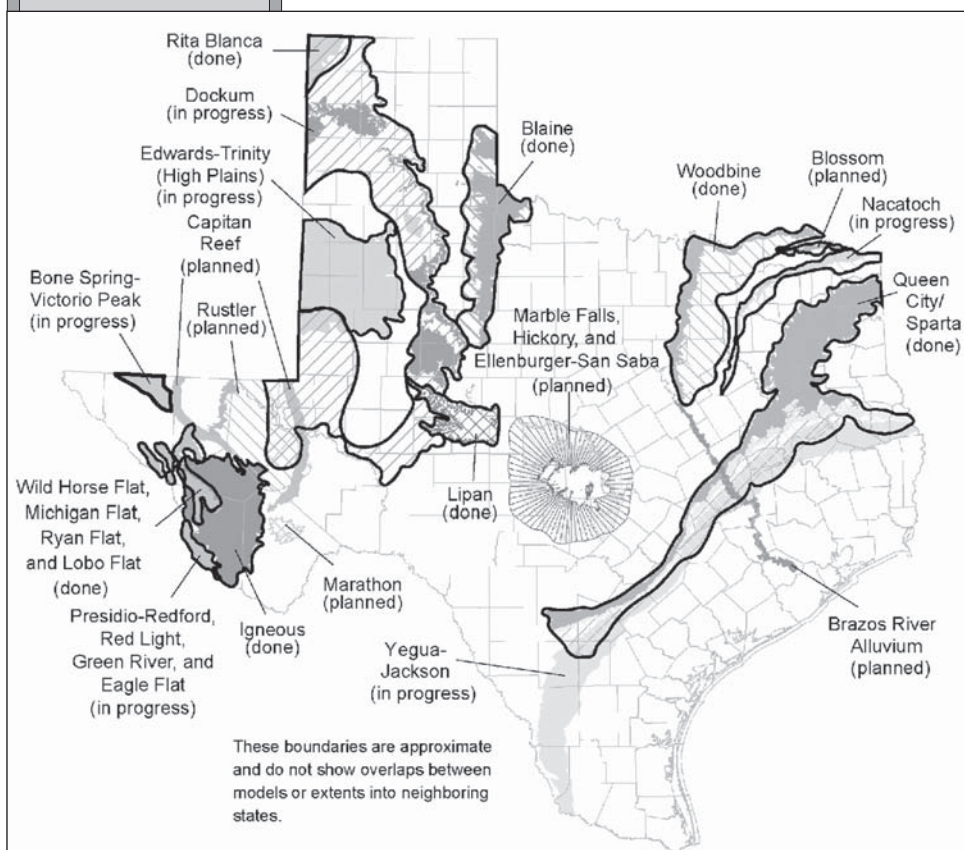 Rita Blanca
(done)
Dockum
(in progress)
Edwards-Trinity
(High Plains)
(in progress)
Capitan
Reef
(planned)
Bone Spring-
Victorio Peak
(in progress)
Rustler
(planned)
Blaine
(done)
Woodbine
(done)
Blossom
(planned)
Nacatoch
(in progress)
Queen
City/
Sparta
(done)
Marble Falls,
Hickory, and
Ellenburger-San Saba
(planned)
Wild Horse Flat,
Michigan Flat,
Ryan Flat,
and Lobo Flat
(done)
Lipan
(done)
Presidio-Redford,
Red Light,
Green River, and
Eagle Flat
(in progress)
Igneous
(done)
Marathon
(planned)
Yegua-
Jackson
(in progress)
Brazos River
Alluvium
(planned)
These boundaries are approximate
and do not show overlaps between
models or extents into neighboring
states.